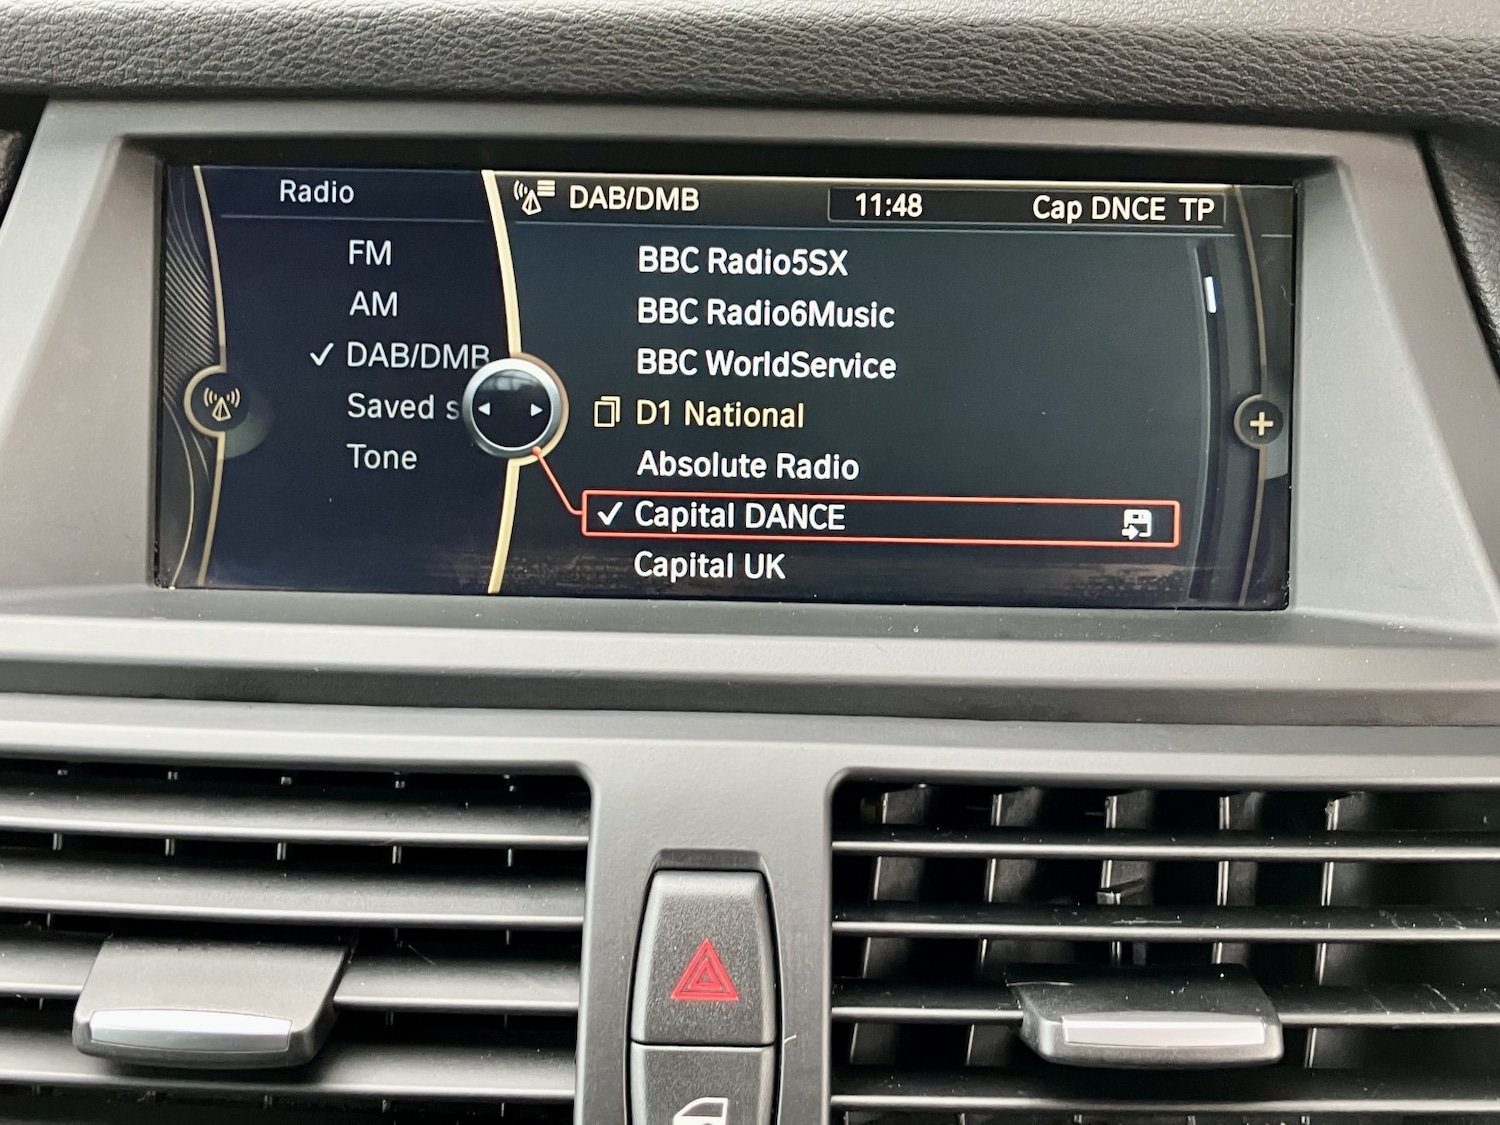 Radio
FM
AM
DAB/DMB
Saved s
Tone
DAB/DMB
11:48
Cap DNCE TP
BBC Radio5SX
BBC Radio6Music
BBC WorldService
D1 National
Absolute Radio
Capital DANCE
Capital UK